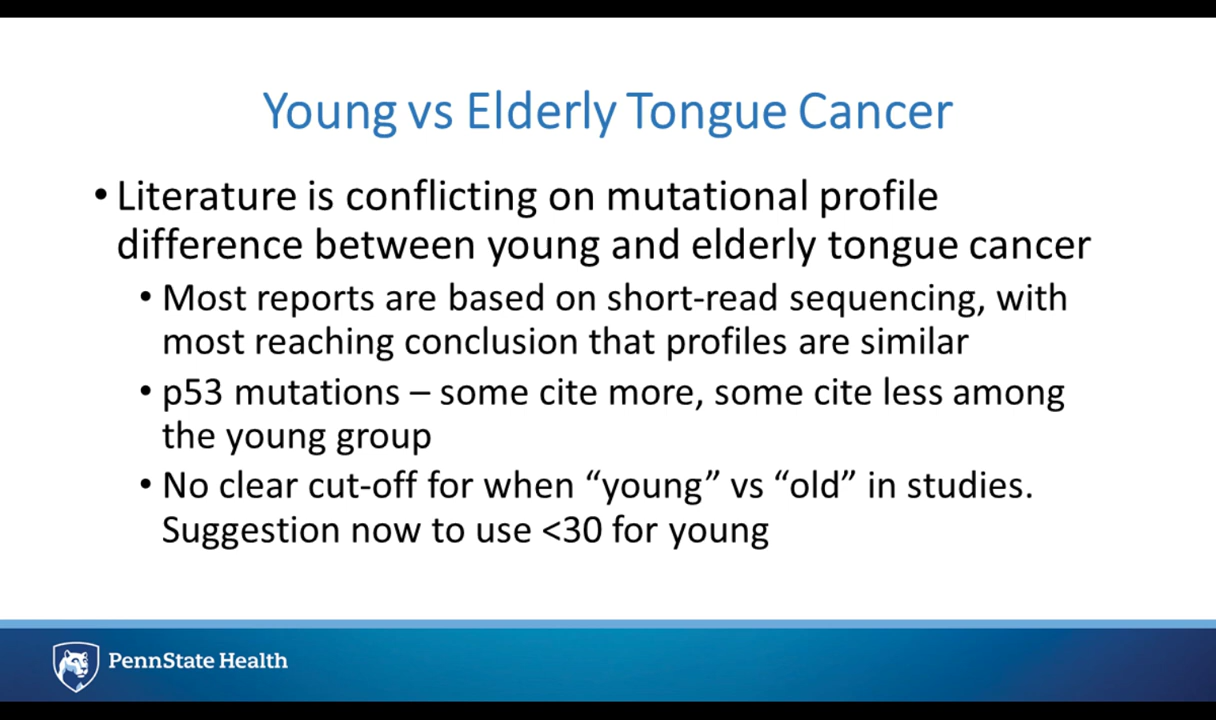 Young vs Elderly Tongue Cancer
• Literature is conflicting on mutational profile
difference between young and elderly tongue cancer
• Most reports are based on short-read sequencing, with
most reaching conclusion that profiles are similar
• p53 mutations – some cite more, some cite less among
the young group
• No clear cut-off for when “young” vs “old” in studies.
Suggestion now to use <30 for young
PennState Health